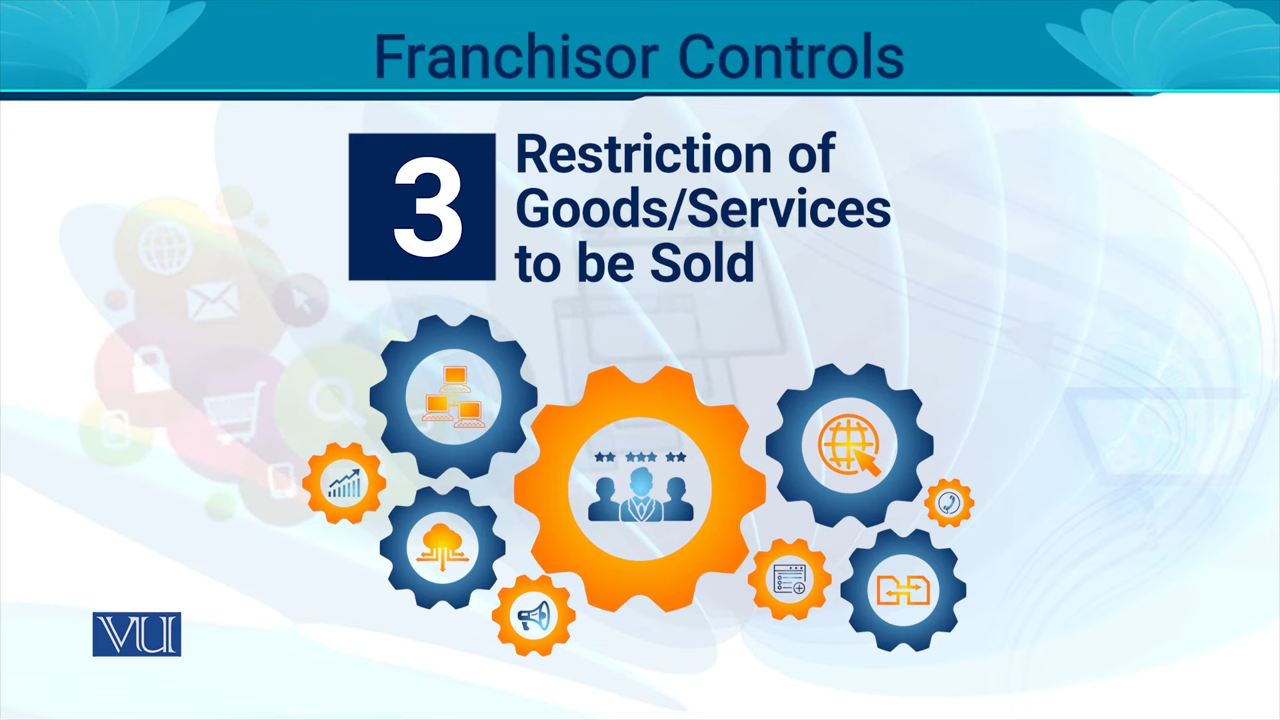 Franchisor Controls
3
Restriction of
Goods/Services
to be Sold
VU